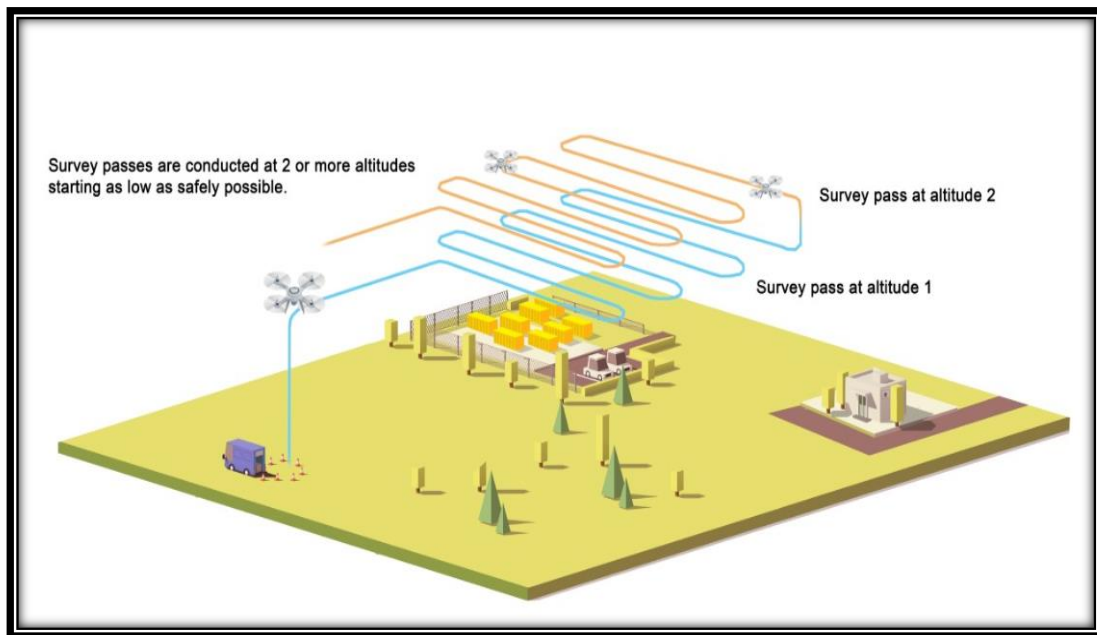 Survey passes are conducted at 2 or more altitudes
starting as low as safely possible.
Survey pass at altitude 2
Survey pass at altitude 1